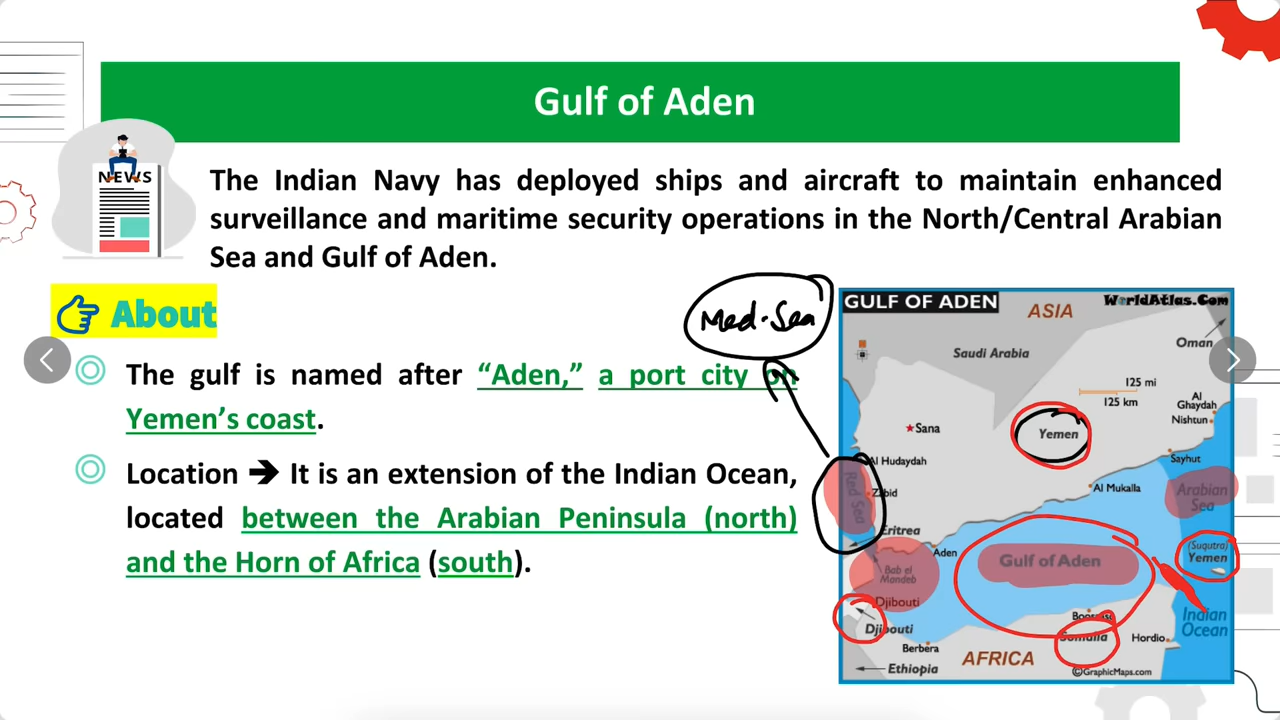 Gulf of Aden
NEWS
The Indian Navy has deployed ships and aircraft to maintain enhanced
surveillance and maritime security operations in the North/Central Arabian
Sea and Gulf of Aden.
About
The gulf is named after “Aden,” a port city on
Yemen’s coast.
Location ➔ It is an extension of the Indian Ocean,
located between the Arabian Peninsula (north)
and the Horn of Africa (south).
Med. Sea
GULF OF ADEN
WorldAtlas.Com
ASIA
Oman
Saudi Arabia
125 mi
125 km
Al
Ghaydah
Nishtun
Sana
Yemen
Sayhut
Al Hudaydah
Red Sea
Zabid
Al Mukalla
Arabian
Sea
Eritrea
Aden
(Suqutra)
Yemen
Gulf of Aden
Bab el
Mandeb
Djibouti
Djibouti
Indian
Ocean
Somalia
Hordio
Berbera
AFRICA
Ethiopia
©GraphicMaps.com